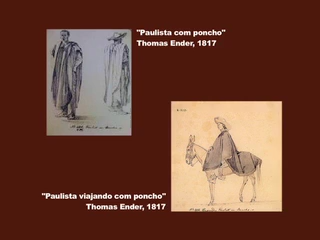 "Paulista com poncho"
Thomas Ender, 1817
"Paulista viajando com poncho"
Thomas Ender, 1817